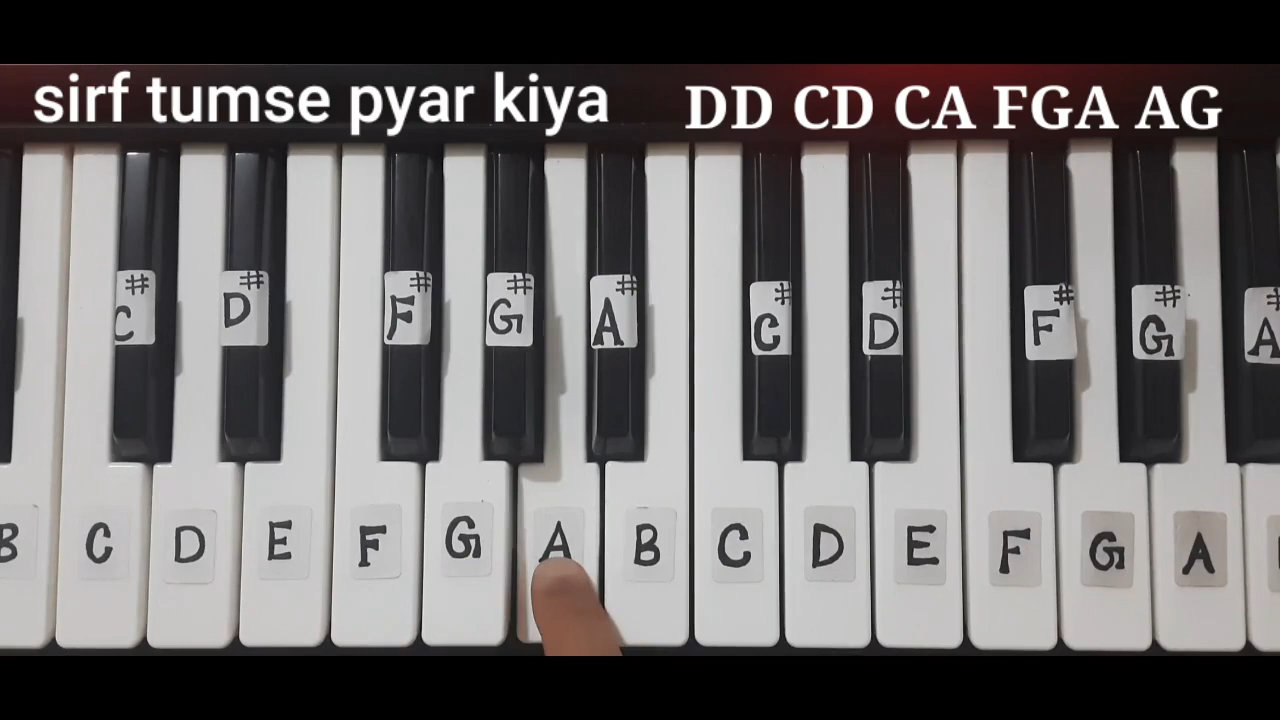 sirf tumse pyar kiya DD CD CA FGA AG
C# D# F# G# A# C# D# F# G# A#
B C D E F G A B C D E F G A